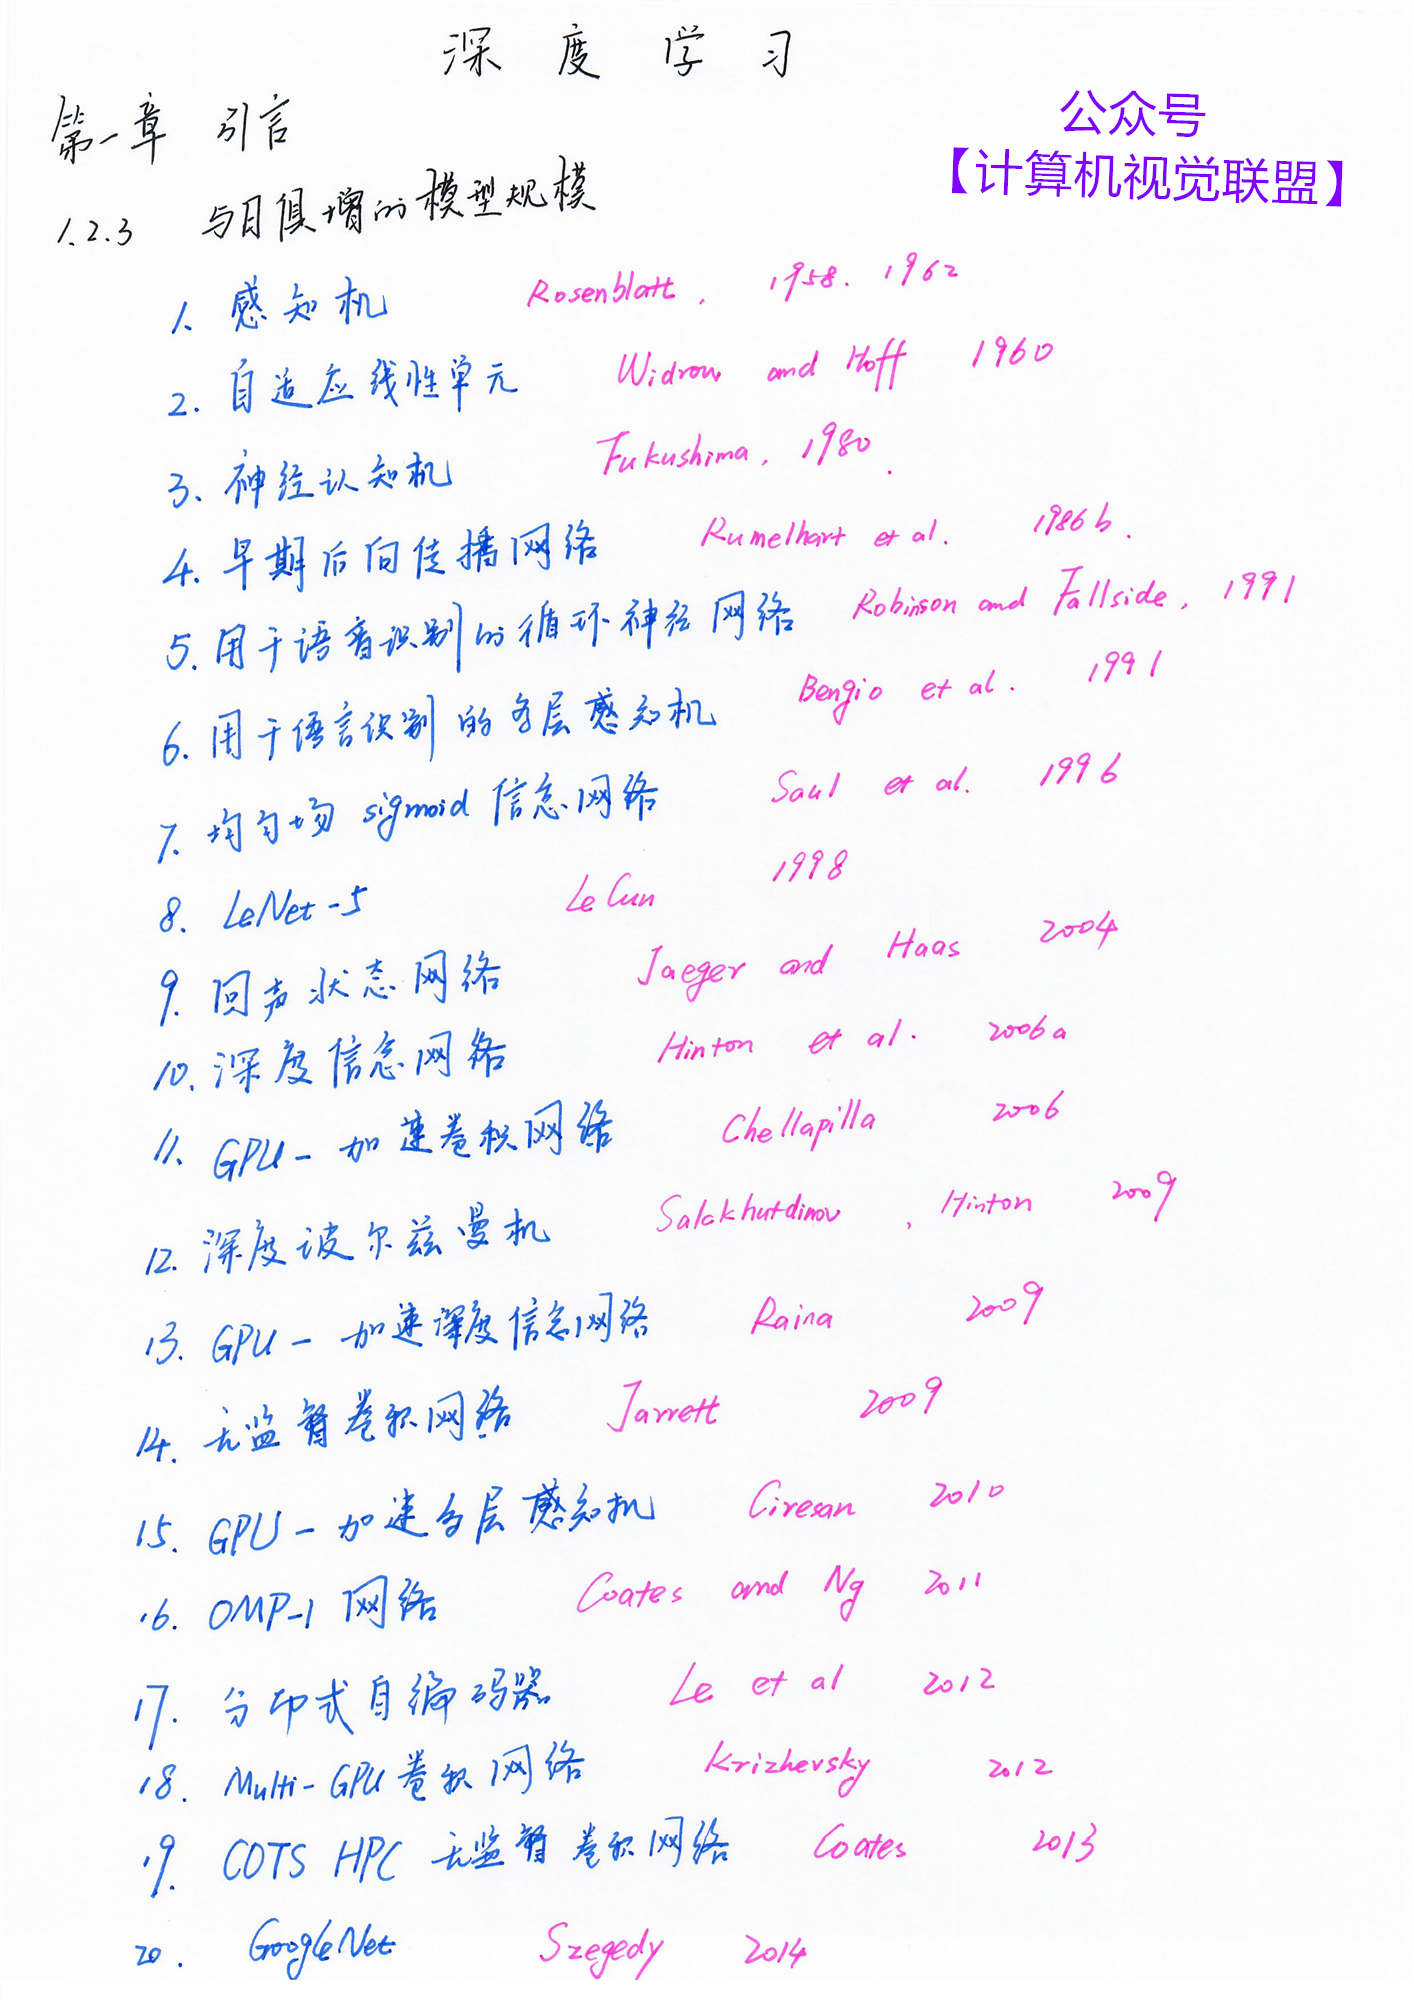 深度学习
第一章 引言
公众号
【计算机视觉联盟】
1.2.3 与日俱增的模型规模
1. 感知机 Rosenblatt, 1958. 1962
2. 自适应线性单元 Widrow and Hoff 1960
3. 神经认知机 Fukushima, 1980.
4. 早期后向传播网络 Rumelhart et al. 1986b.
5. 用于语音识别的循环神经网络 Robinson and Fallside, 1991
6. 用于语言识别的多层感知机 Bengio et al. 1991
7. 均匀场 sigmoid 信念网络 Saul et al. 1996
8. LeNet-5 LeCun 1998
9. 回声状态网络 Jaeger and Haas 2004
10. 深度信念网络 Hinton et al. 2006a
11. GPU-加速卷积网络 Chellapilla 2006
12. 深度波尔兹曼机 Salakhutdinov, Hinton 2009
13. GPU-加速深度信念网络 Raina 2009
14. 无监督卷积网络 Jarrett 2009
15. GPU-加速多层感知机 Ciresan 2010
16. OMP-1 网络 Coates and Ng 2011
17. 分布式自编码器 Le et al 2012
18. Multi-GPU卷积网络 Krizhevsky 2012
19. COTS HPC 无监督卷积网络 Coates 2013
20. GoogLeNet Szegedy 2014